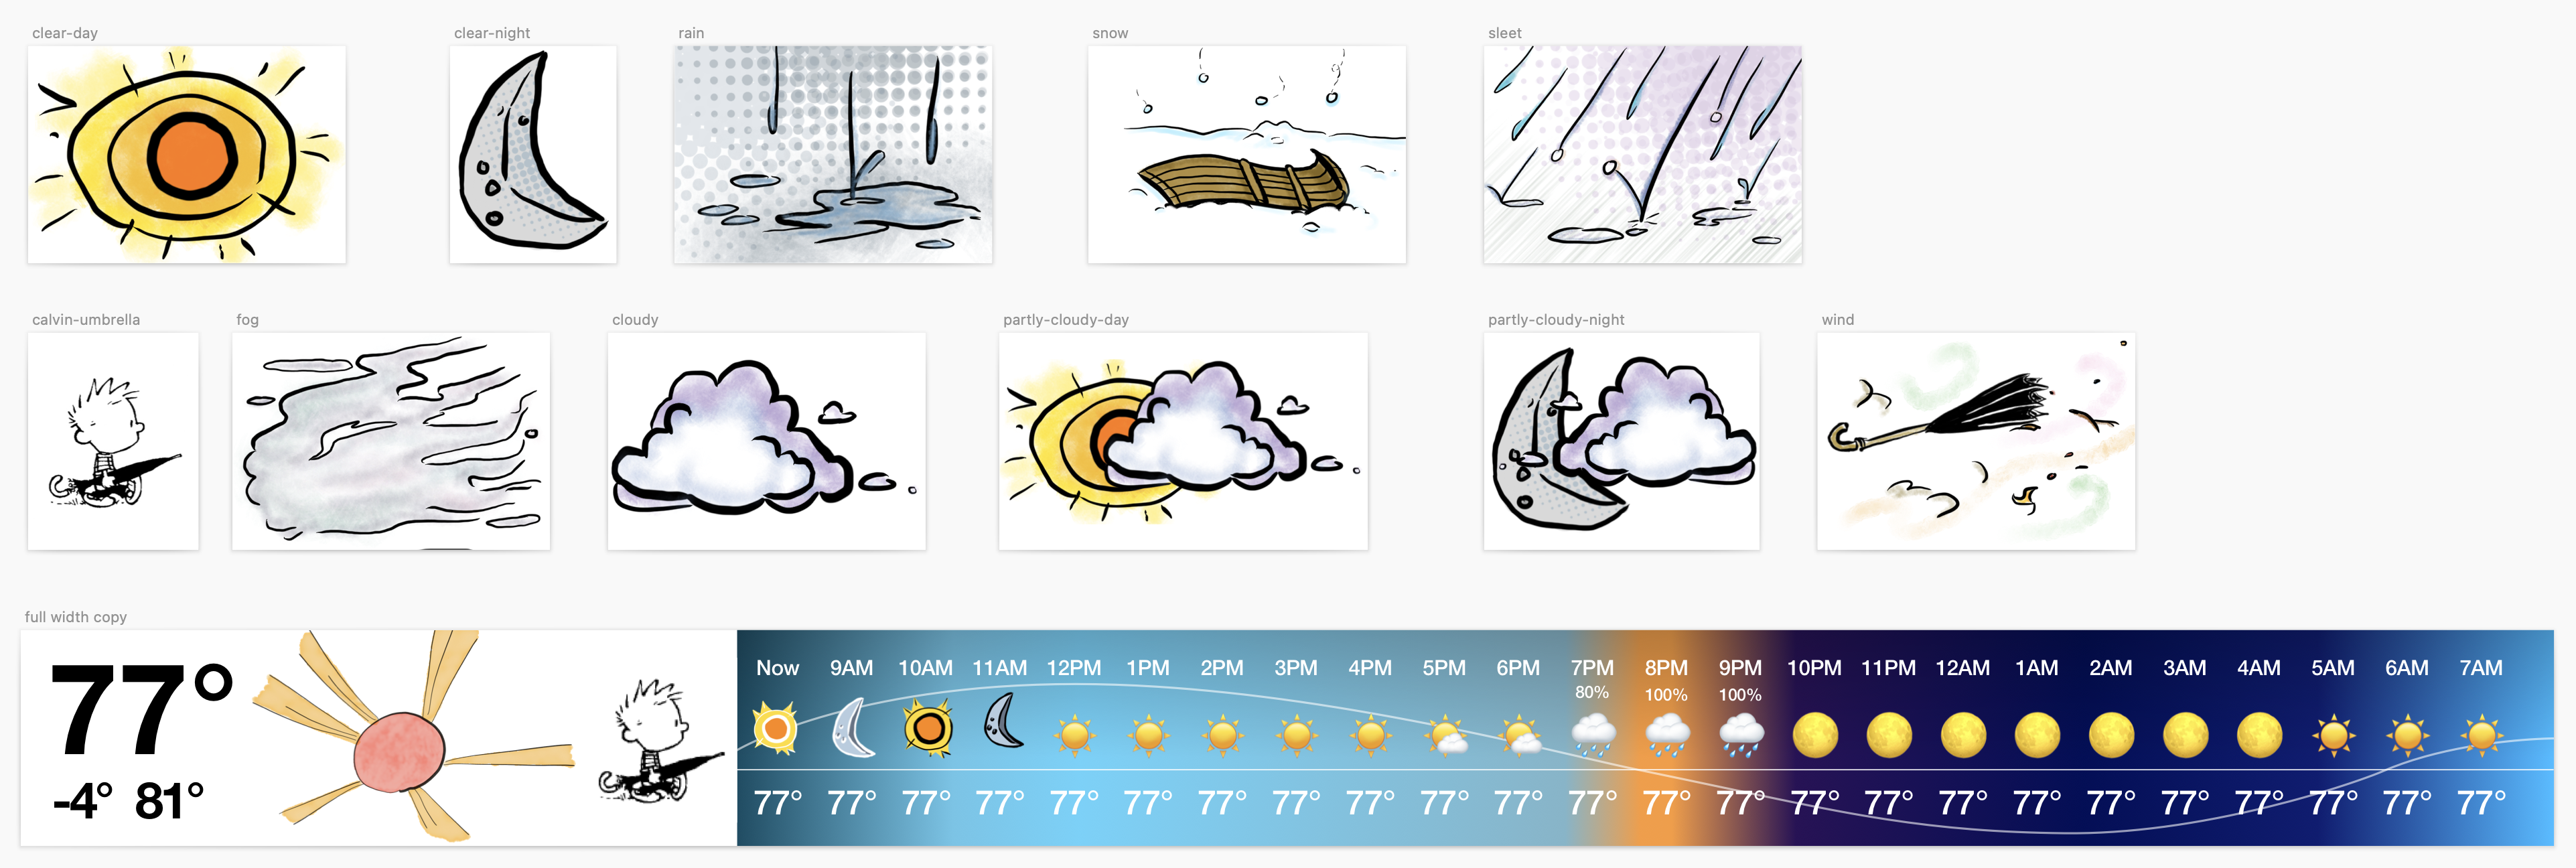 clear-day
clear-night
rain
snow
sleet
calvin-umbrella
fog
cloudy
partly-cloudy-day
partly-cloudy-night
wind
full width copy
77°
-4° 81°
Now 9AM 10AM 11AM 12PM 1PM 2PM 3PM 4PM 5PM 6PM 7PM 8PM 9PM 10PM 11PM 12AM 1AM 2AM 3AM 4AM 5AM 6AM 7AM
80% 100% 100%
77° 77° 77° 77° 77° 77° 77° 77° 77° 77° 77° 77° 77° 77° 77° 77° 77° 77° 77° 77° 77° 77° 77° 77°